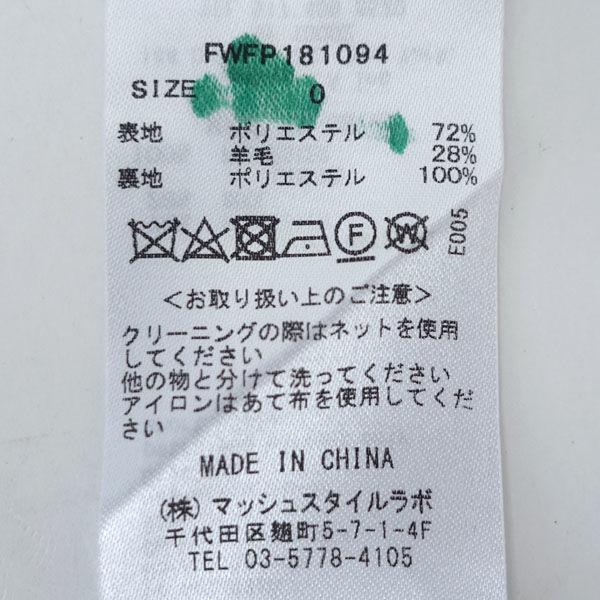 FWFP181094
SIZE 0
表地 ポリエステル 72%
羊毛 28%
裏地 ポリエステル 100%
F W
E005
<お取り扱い上のご注意>
クリーニングの際はネットを使用
してください
他の物と分けて洗ってください
アイロンはあて布を使用してくだ
さい
MADE IN CHINA
(株)マッシュスタイルラボ
千代田区麹町5-7-1-4F
TEL 03-5778-4105